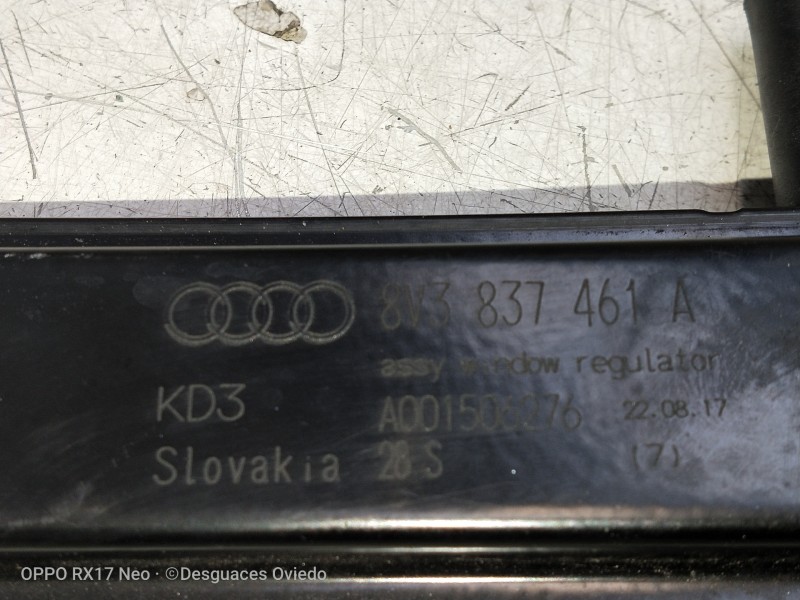 8V3 837 461 A
assy window regulator
KD3 A001506276 22.08.17
Slovakia 28 S (7)
OPPO RX17 Neo · ©Desguaces Oviedo